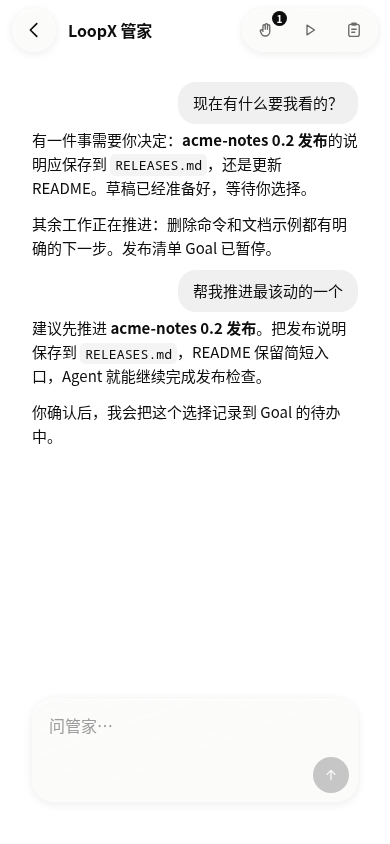 LoopX 管家
1
现在有什么要我看的？
有一件事需要你决定：acme-notes 0.2 发布的说
明应保存到 RELEASES.md，还是更新
README。草稿已经准备好，等待你选择。
其余工作正在推进：删除命令和文档示例都有明
确的下一步。发布清单 Goal 已暂停。
帮我推进最该动的一个
建议先推进 acme-notes 0.2 发布。把发布说明
保存到 RELEASES.md，README 保留简短入
口，Agent 就能继续完成发布检查。
你确认后，我会把这个选择记录到 Goal 的待办
中。
问管家…